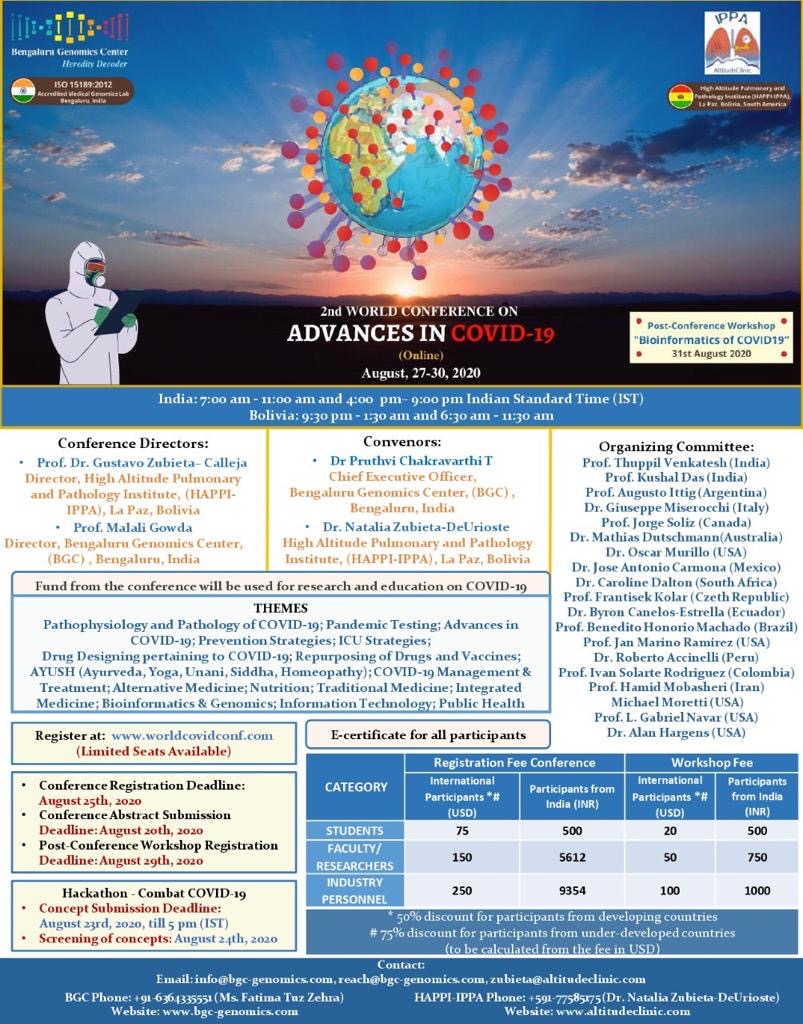 Bengaluru Genomics Center
Heredity Decoder
ISO 15189:2012
Accredited Medical Genomics Lab
Bengaluru, India
IPPA
AltitudeClinic
High Altitude Pulmonary and
Pathology Institute (HAPPI-IPPA),
La Paz, Bolivia, South America
2nd WORLD CONFERENCE ON
ADVANCES IN COVID-19
(Online)
August, 27-30, 2020
Post-Conference Workshop
"Bioinformatics of COVID19"
31st August 2020
India: 7:00 am - 11:00 am and 4:00 pm– 9:00 pm Indian Standard Time (IST)
Bolivia: 9:30 pm - 1:30 am and 6:30 am - 11:30 am
Conference Directors:
• Prof. Dr. Gustavo Zubieta– Calleja
Director, High Altitude Pulmonary
and Pathology Institute, (HAPPI-
IPPA), La Paz, Bolivia
• Prof. Malali Gowda
Director, Bengaluru Genomics Center,
(BGC) , Bengaluru, India
Convenors:
• Dr Pruthvi Chakravarthi T
Chief Executive Officer,
Bengaluru Genomics Center, (BGC) ,
Bengaluru, India
• Dr. Natalia Zubieta-DeUrioste
High Altitude Pulmonary and Pathology
Institute, (HAPPI-IPPA), La Paz, Bolivia
Organizing Committee:
Prof. Thuppil Venkatesh (India)
Prof. Kushal Das (India)
Prof. Augusto Ittig (Argentina)
Dr. Giuseppe Miserocchi (Italy)
Prof. Jorge Soliz (Canada)
Dr. Mathias Dutschmann(Australia)
Dr. Oscar Murillo (USA)
Dr. Jose Antonio Carmona (Mexico)
Dr. Caroline Dalton (South Africa)
Prof. Frantisek Kolar (Czeth Republic)
Dr. Byron Canelos-Estrella (Ecuador)
Prof. Benedito Honorio Machado (Brazil)
Prof. Jan Marino Ramirez (USA)
Dr. Roberto Accinelli (Peru)
Prof. Ivan Solarte Rodriguez (Colombia)
Prof. Hamid Mobasheri (Iran)
Michael Moretti (USA)
Prof. L. Gabriel Navar (USA)
Dr. Alan Hargens (USA)
Fund from the conference will be used for research and education on COVID-19
THEMES
Pathophysiology and Pathology of COVID-19; Pandemic Testing; Advances in
COVID-19; Prevention Strategies; ICU Strategies;
Drug Designing pertaining to COVID-19; Repurposing of Drugs and Vaccines;
AYUSH (Ayurveda, Yoga, Unani, Siddha, Homeopathy); COVID-19 Management &
Treatment; Alternative Medicine; Nutrition; Traditional Medicine; Integrated
Medicine; Bioinformatics & Genomics; Information Technology; Public Health
Register at: www.worldcovidconf.com
(Limited Seats Available)
• Conference Registration Deadline:
August 25th, 2020
• Conference Abstract Submission
Deadline: August 20th, 2020
• Post-Conference Workshop Registration
Deadline: August 29th, 2020
Hackathon - Combat COVID-19
• Concept Submission Deadline:
August 23rd, 2020, till 5 pm (IST)
• Screening of concepts: August 24th, 2020
E-certificate for all participants
CATEGORY
Registration Fee Conference
Workshop Fee
International Participants *# (USD)
Participants from India (INR)
International Participants *# (USD)
Participants from India (INR)
STUDENTS 75 500 20 500
FACULTY/ RESEARCHERS 150 5612 50 750
INDUSTRY PERSONNEL 250 9354 100 1000
* 50% discount for participants from developing countries
# 75% discount for participants from under-developed countries
(to be calculated from the fee in USD)
Contact:
Email: info@bgc-genomics.com, reach@bgc-genomics.com, zubieta@altitudeclinic.com
BGC Phone: +91-6364335551 (Ms. Fatima Tuz Zehra) HAPPI-IPPA Phone: +591-77585175 (Dr. Natalia Zubieta-DeUrioste)
Website: www.bgc-genomics.com Website: www.altitudeclinic.com